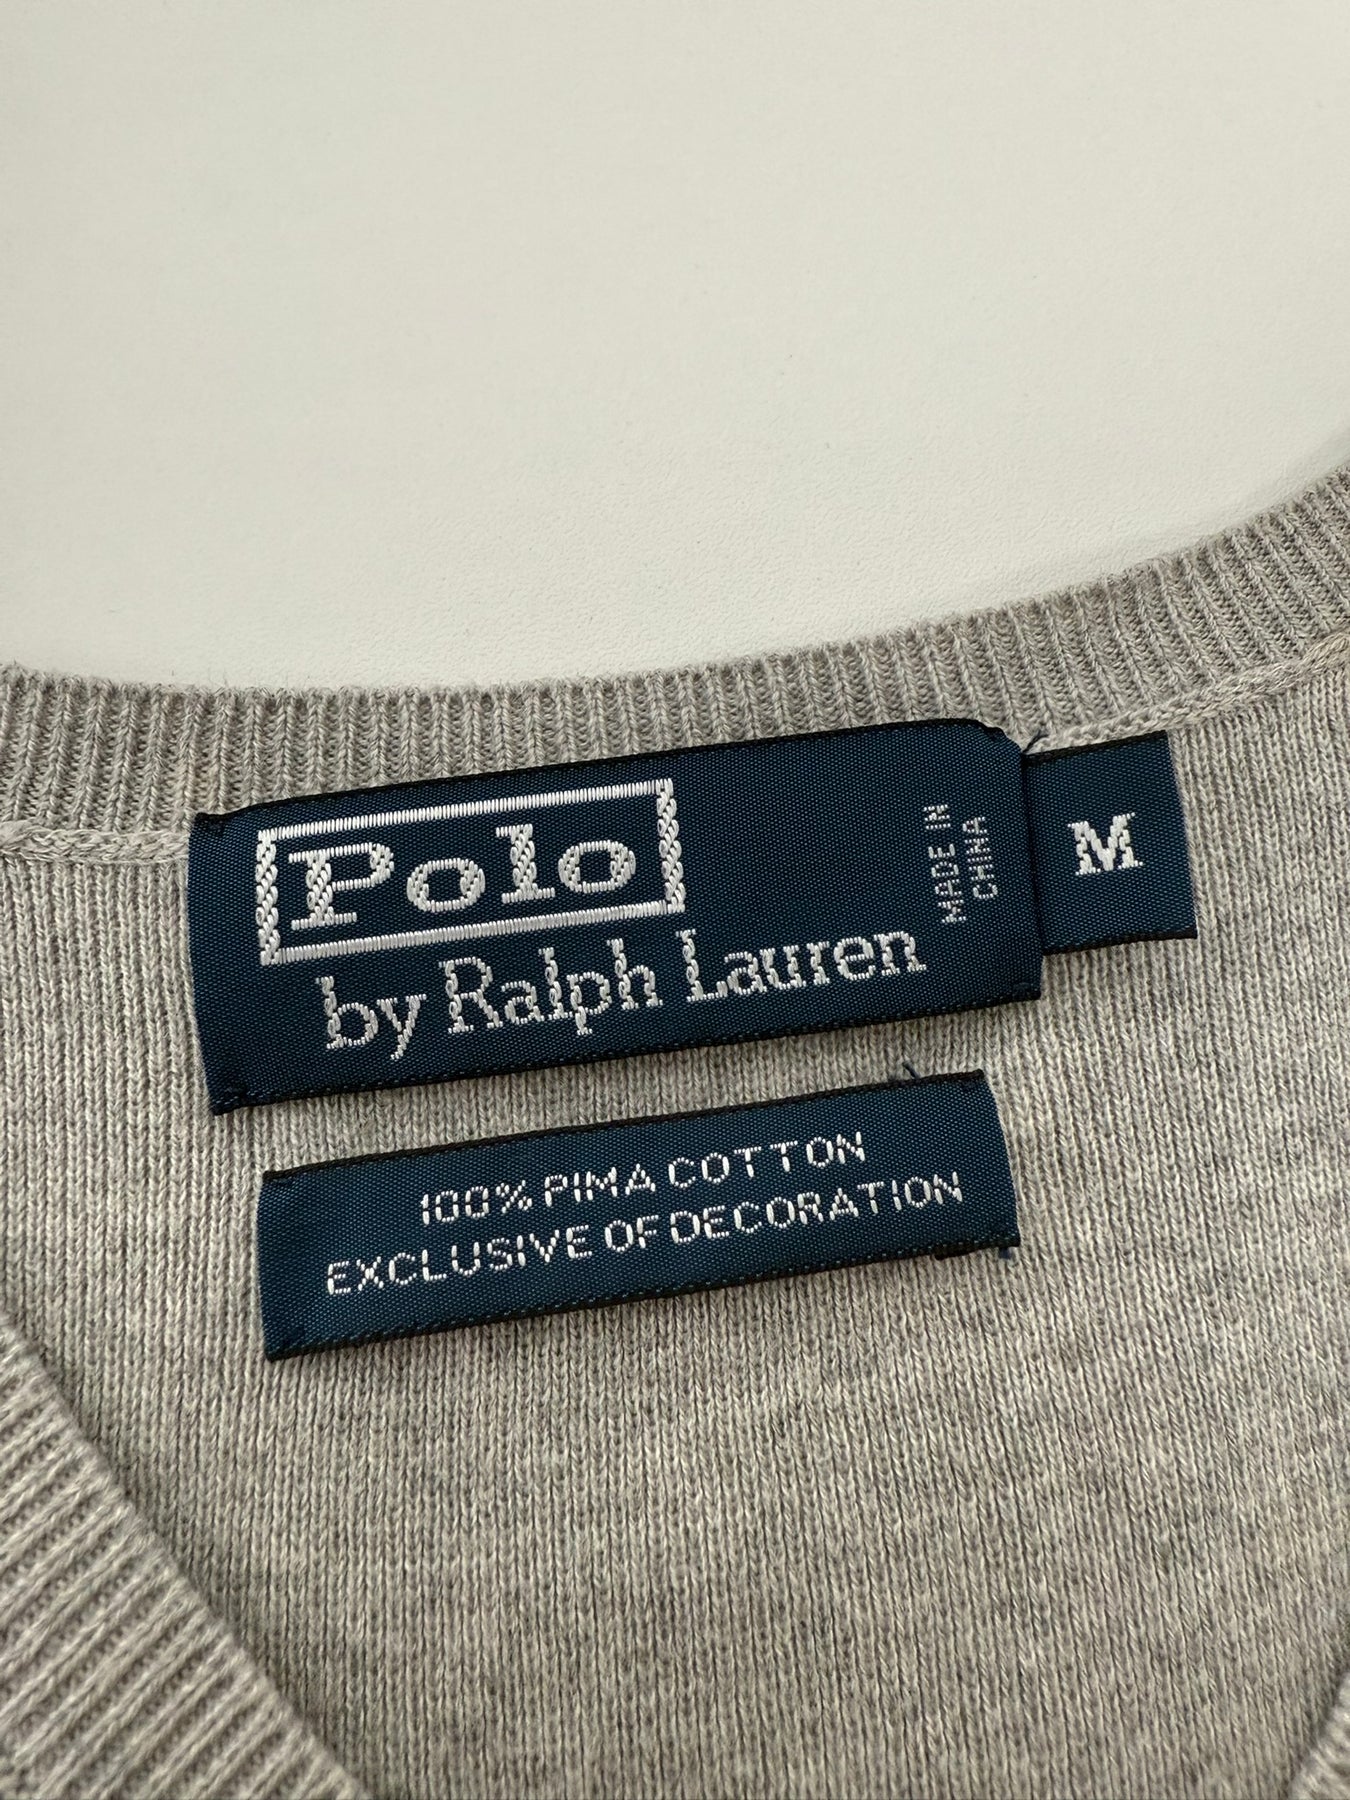 Polo
by Ralph Lauren
MADE IN
CHINA
M
100% PIMA COTTON
EXCLUSIVE OF DECORATION